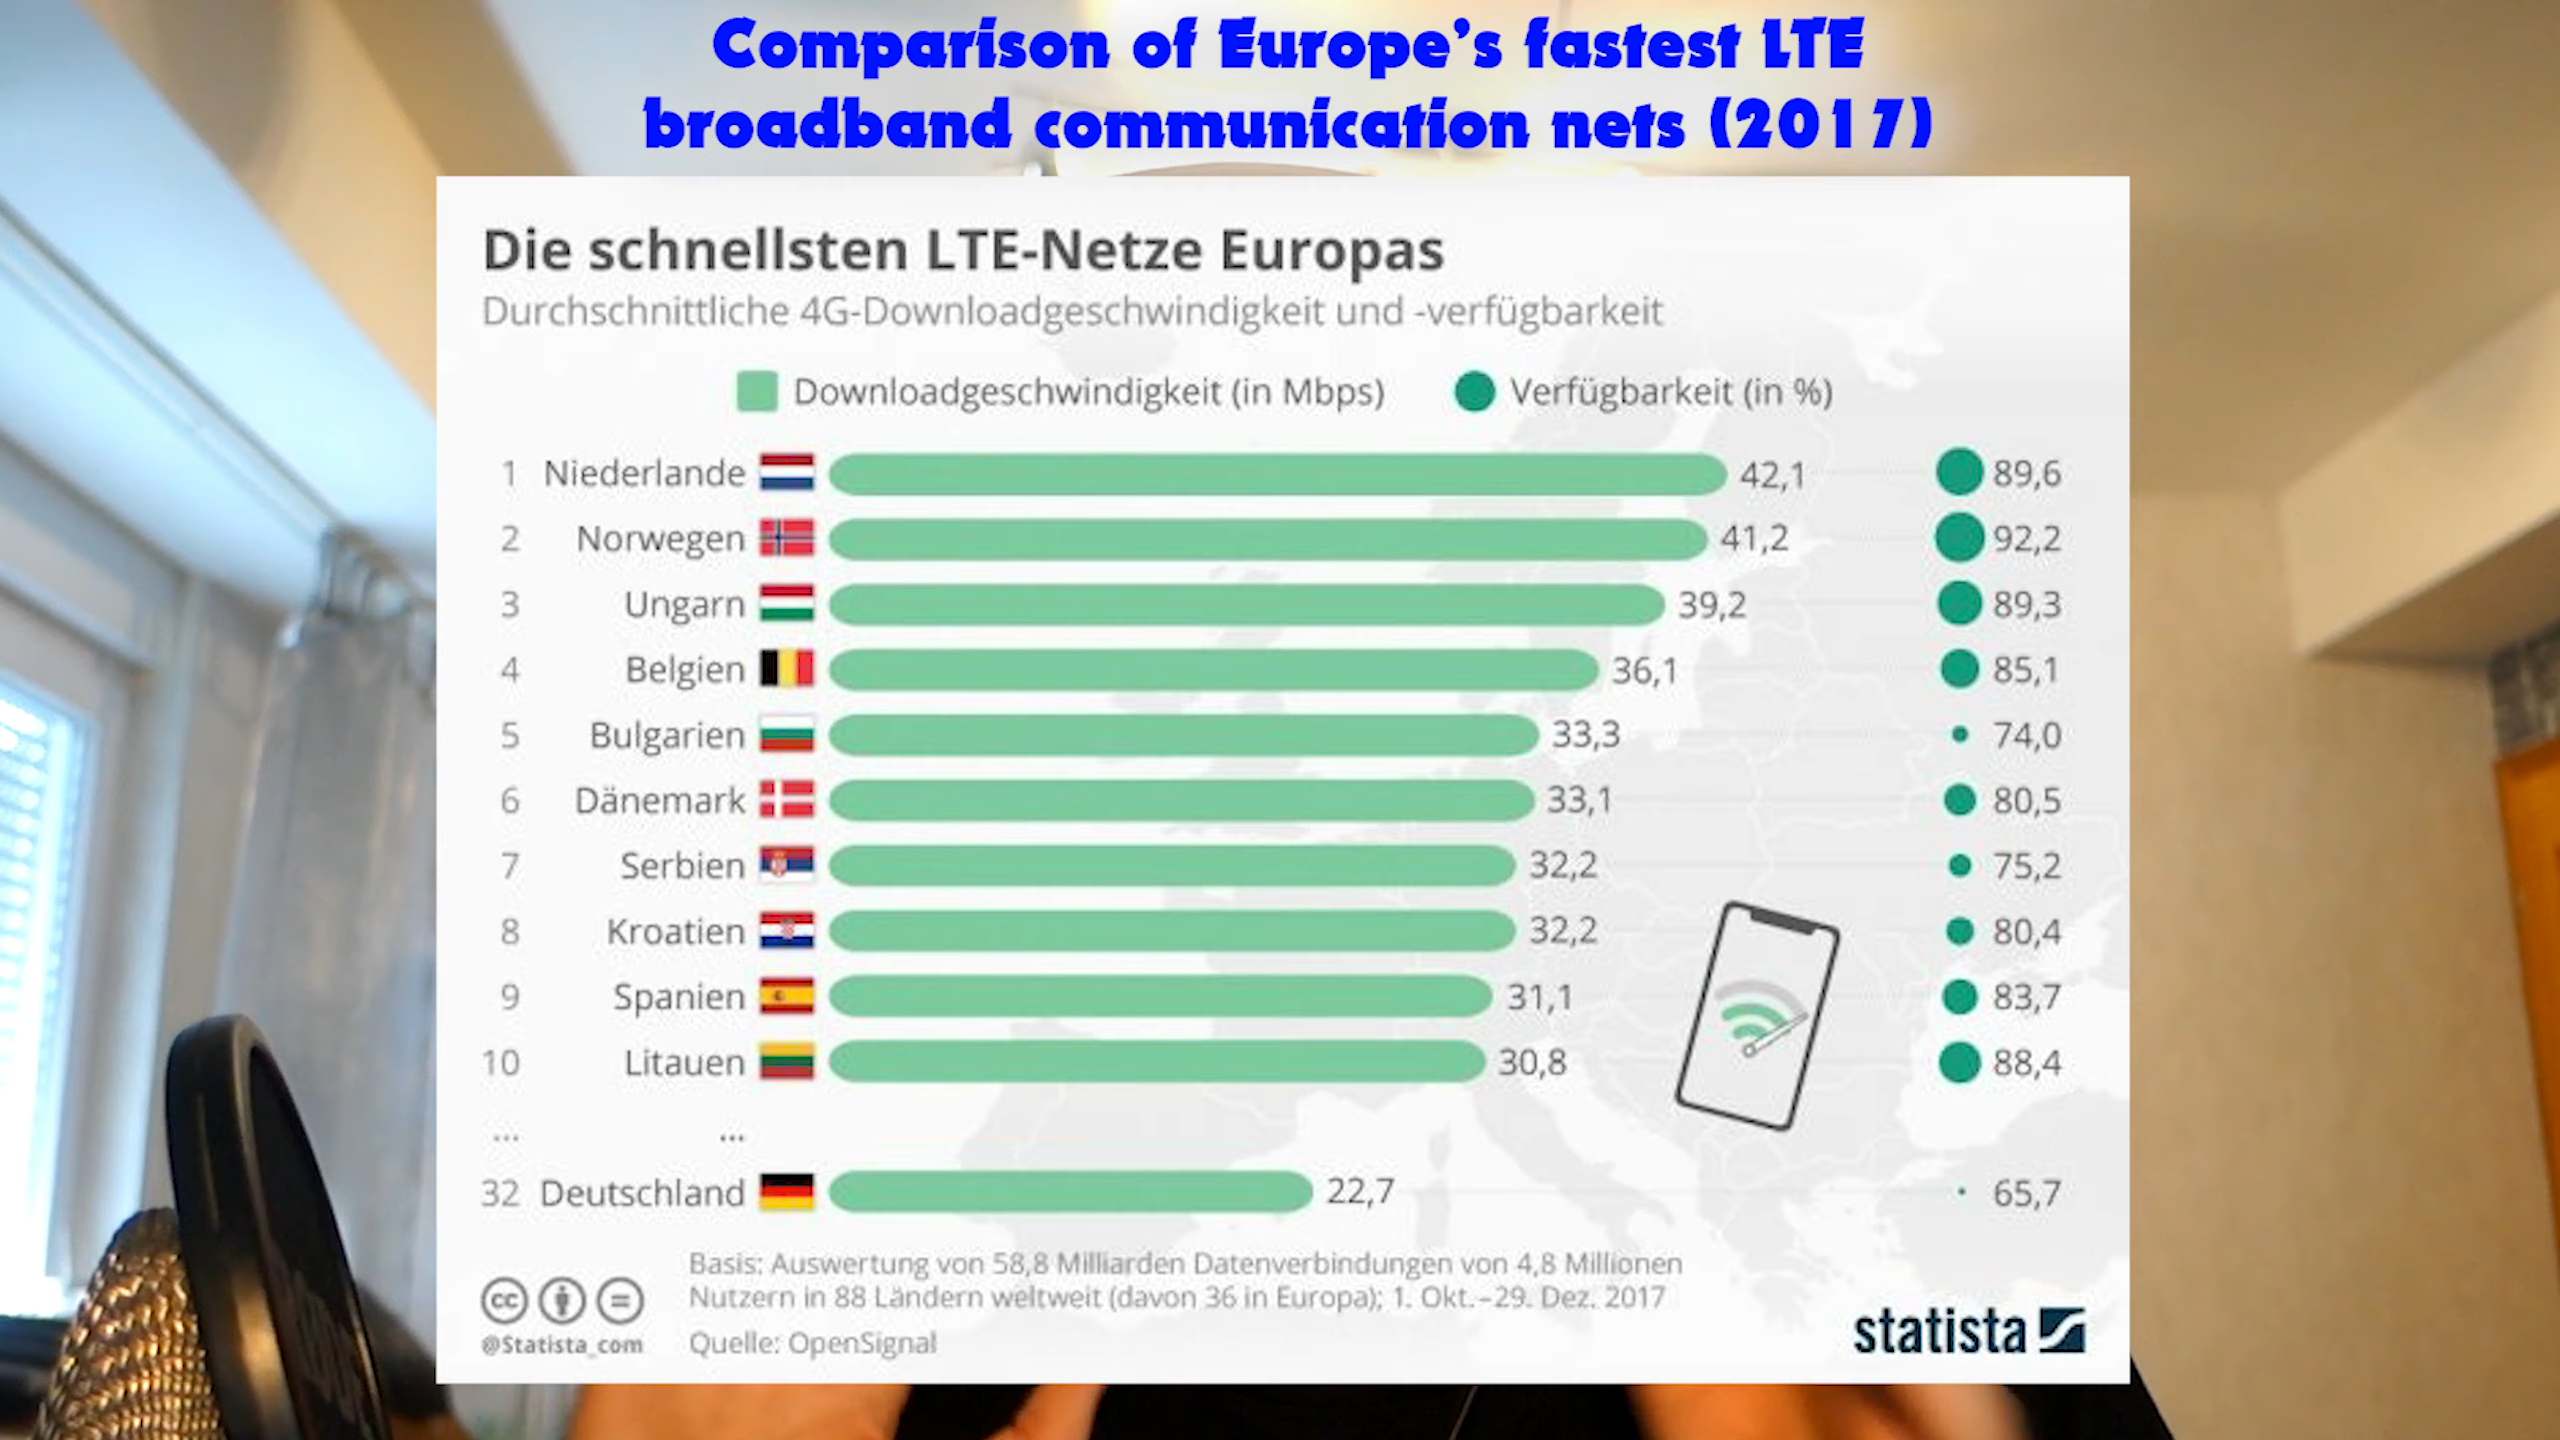 Comparison of Europe's fastest LTE
broadband communication nets (2017)
Die schnellsten LTE-Netze Europas
Durchschnittliche 4G-Downloadgeschwindigkeit und -verfügbarkeit
Downloadgeschwindigkeit (in Mbps) Verfügbarkeit (in %)
1 Niederlande 42,1 89,6
2 Norwegen 41,2 92,2
3 Ungarn 39,2 89,3
4 Belgien 36,1 85,1
5 Bulgarien 33,3 74,0
6 Dänemark 33,1 80,5
7 Serbien 32,2 75,2
8 Kroatien 32,2 80,4
9 Spanien 31,1 83,7
10 Litauen 30,8 88,4
... ...
32 Deutschland 22,7 65,7
Basis: Auswertung von 58,8 Milliarden Datenverbindungen von 4,8 Millionen
Nutzern in 88 Ländern weltweit (davon 36 in Europa); 1. Okt.–29. Dez. 2017
cc
@Statista_com
Quelle: OpenSignal
statista